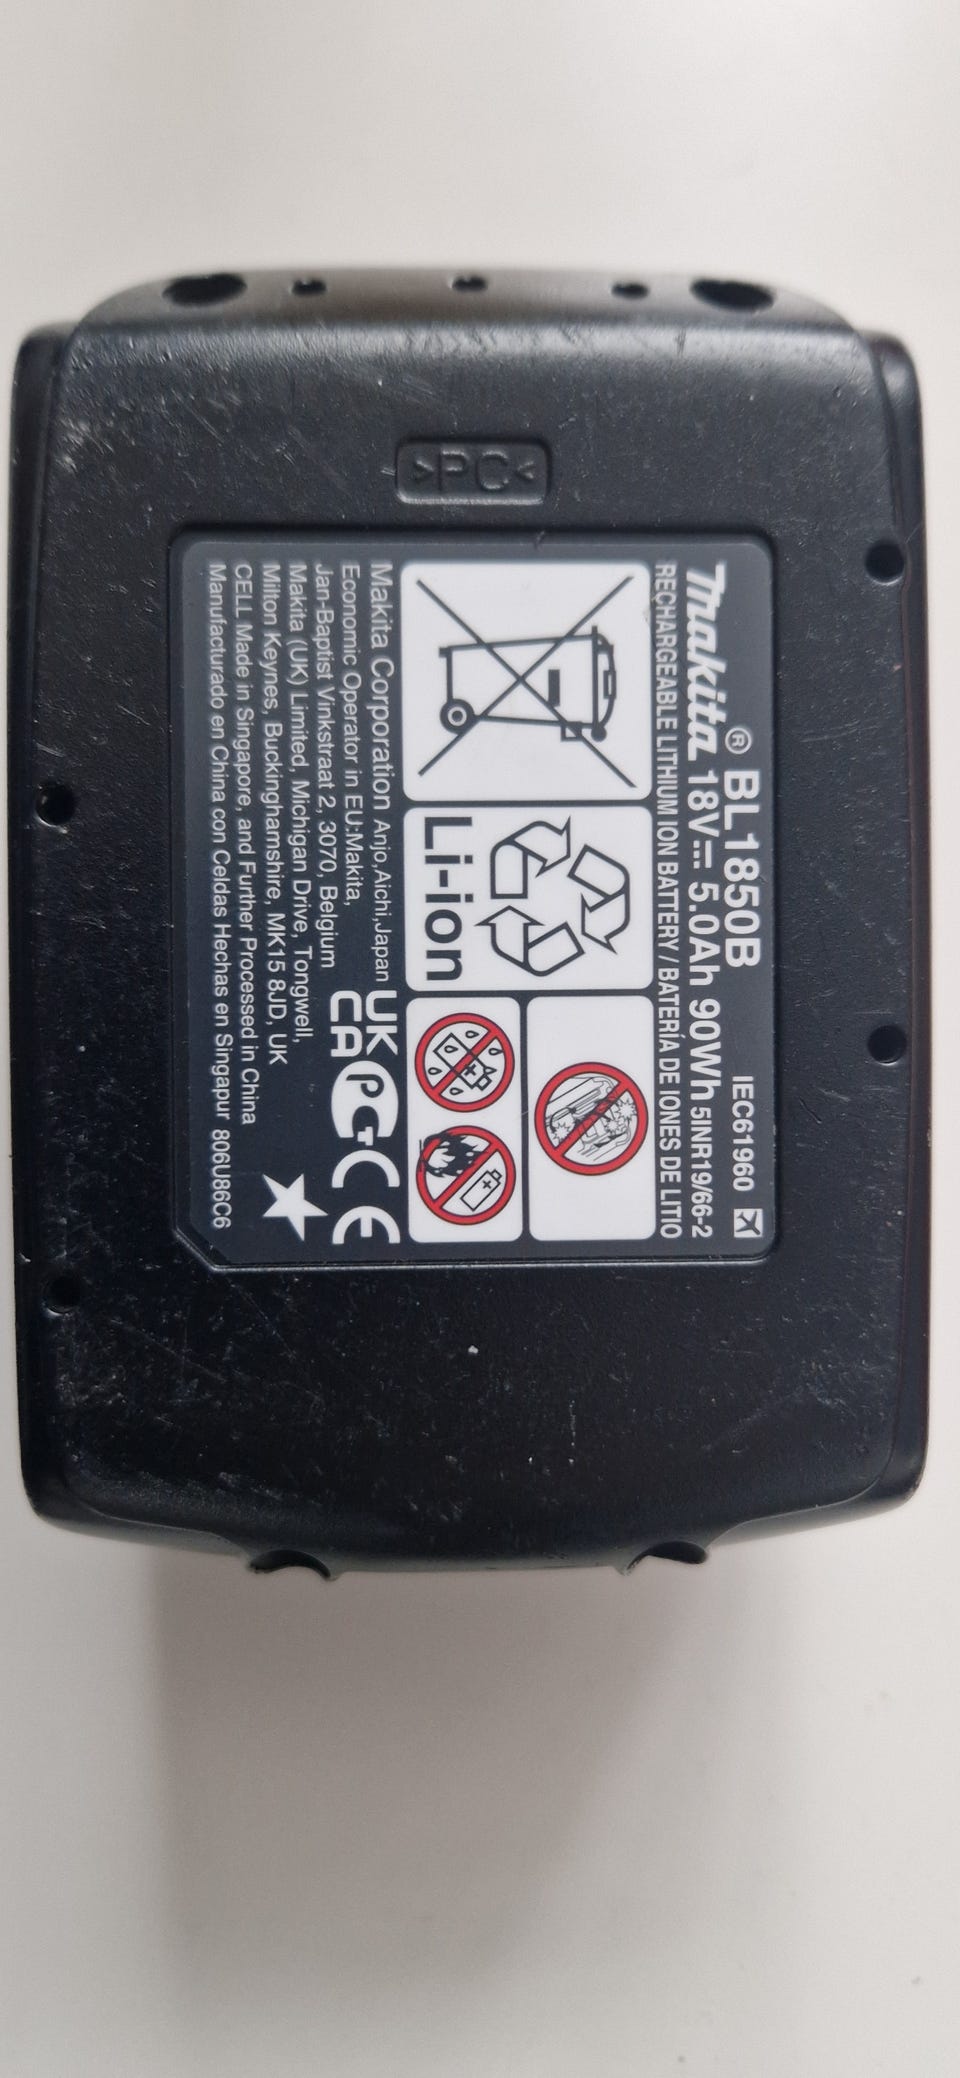 >PC<
Makita® BL1850B IEC61960
18V 5.0Ah 90Wh 5INR19/66-2
RECHARGEABLE LITHIUM ION BATTERY / BATERÍA DE IONES DE LITIO
Li-ion
Makita Corporation Anjo,Aichi,Japan
Economic Operator in EU:Makita,
Jan-Baptist Vinkstraat 2, 3070, Belgium
Makita (UK) Limited, Michigan Drive, Tongwell,
Milton Keynes, Buckinghamshire, MK15 8JD, UK
CELL Made in Singapore, and Further Processed in China
Manufacturado en China con Celdas Hechas en Singapur 806U86C6
UK
CA
CE